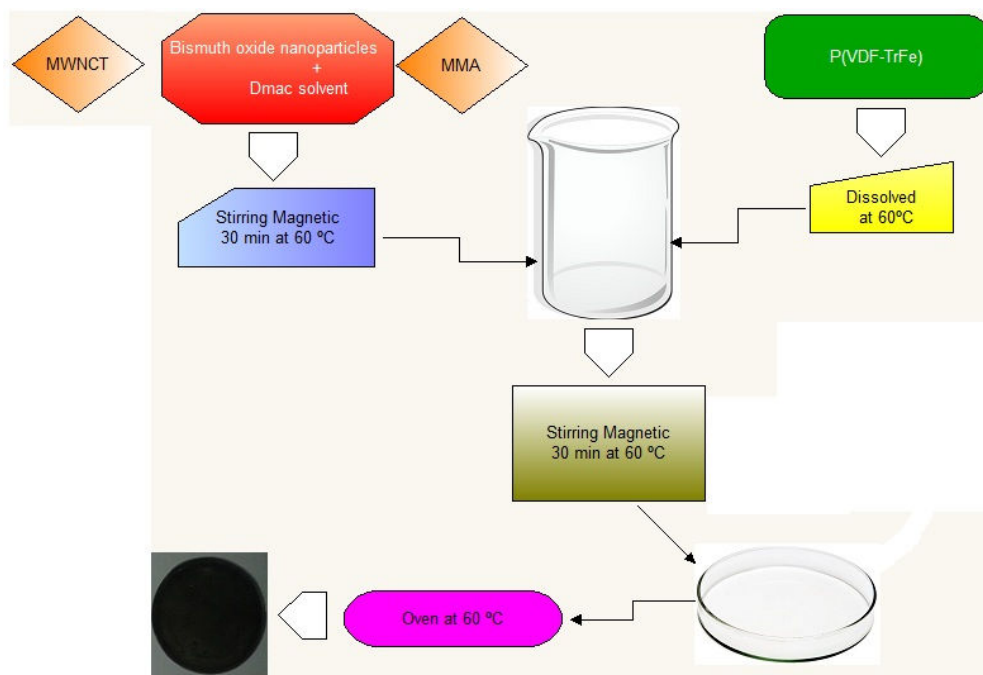 MWNCT
Bismuth oxide nanoparticles
+
Dmac solvent
MMA
P(VDF-TrFe)
Stirring Magnetic
30 min at 60 ºC
Dissolved
at 60ºC
Stirring Magnetic
30 min at 60 ºC
Oven at 60 ºC